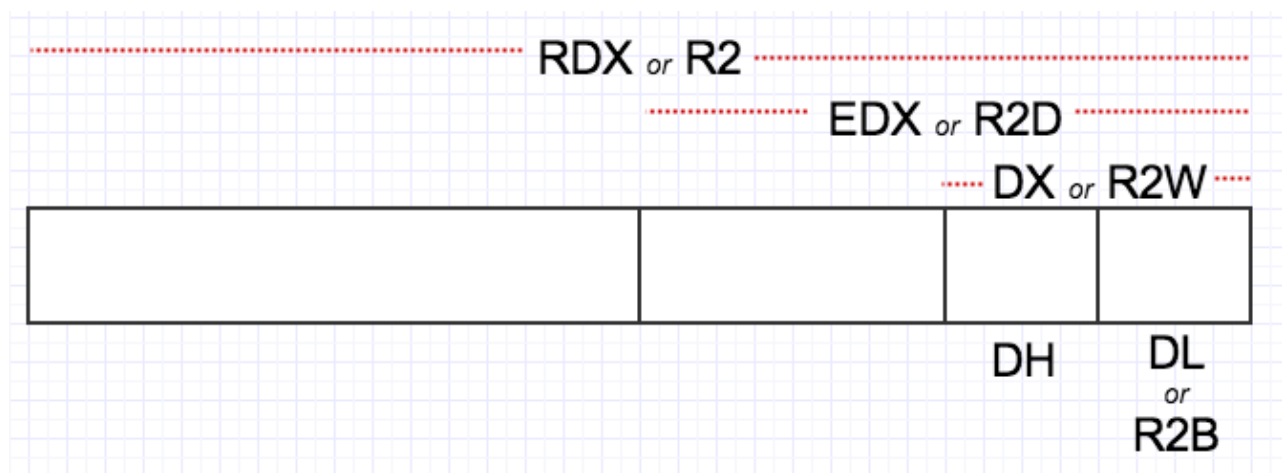 RDX or R2
EDX or R2D
DX or R2W
DH
DL
or
R2B